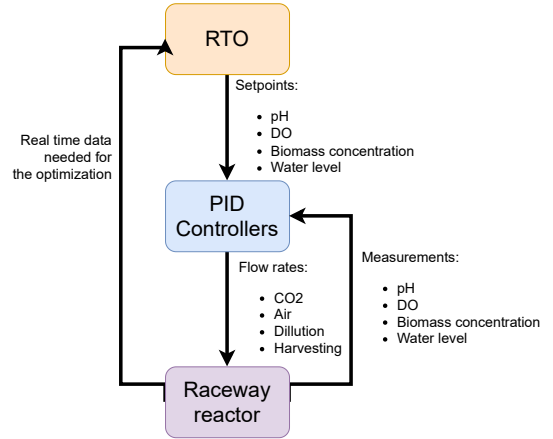 RTO
Setpoints:
• pH
• DO
• Biomass concentration
• Water level
Real time data
needed for
the optimization
PID
Controllers
Flow rates:
• CO2
• Air
• Dillution
• Harvesting
Measurements:
• pH
• DO
• Biomass concentration
• Water level
Raceway
reactor